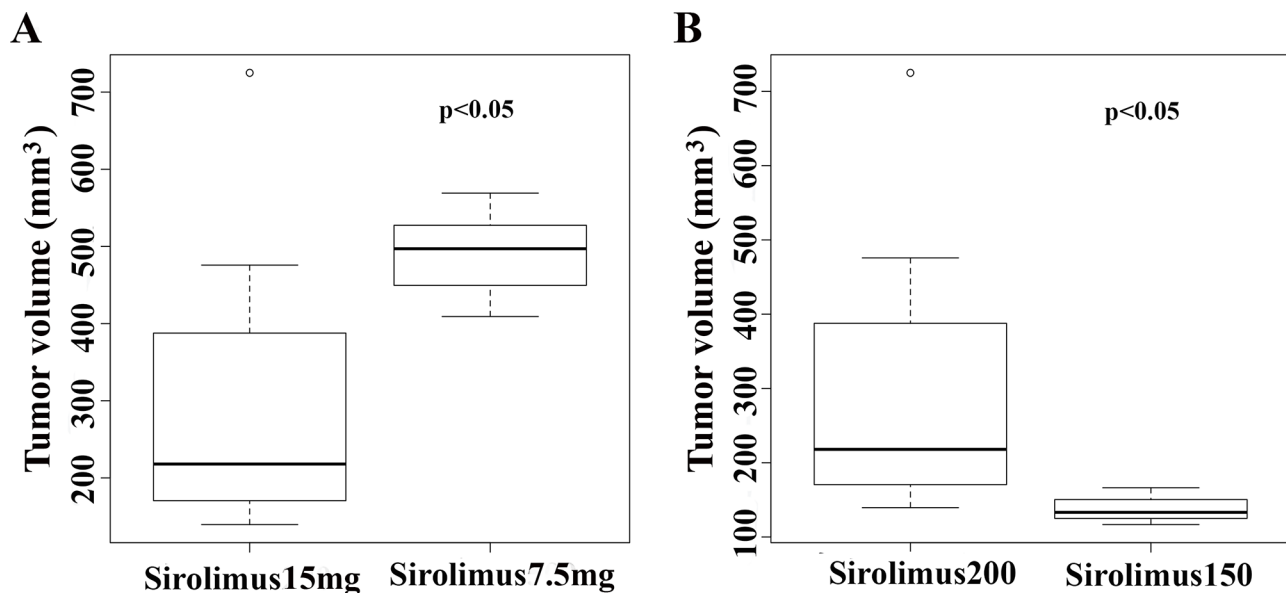 A
Tumor volume (mm³)
700
600
500
400
300
200
p<0.05
Sirolimus15mg
Sirolimus7.5mg
B
Tumor volume (mm³)
700
600
500
400
300
200
100
p<0.05
Sirolimus200
Sirolimus150